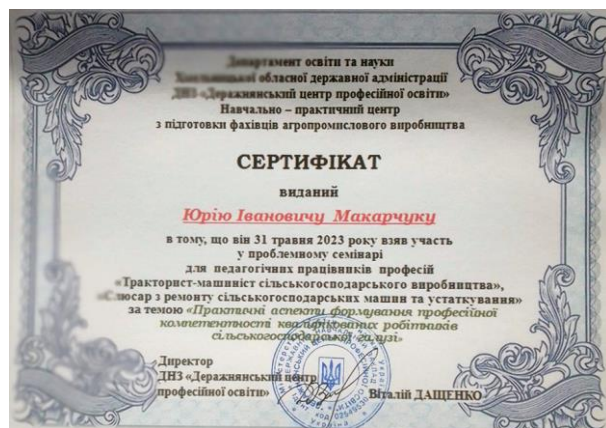 Департамент освіти та науки
Хмельницької обласної державної адміністрації
ДНЗ «Деражнянський центр професійної освіти»
Навчально – практичний центр
з підготовки фахівців агропромислового виробництва
СЕРТИФІКАТ
виданий
Юрію Івановичу Макарчуку
в тому, що він 31 травня 2023 року взяв участь
у проблемному семінарі
для педагогічних працівників професій
«Тракторист-машиніст сільськогосподарського виробництва»,
«Слюсар з ремонту сільськогосподарських машин та устаткування»
за темою «Практичні аспекти формування професійної
компетентності кваліфікованих робітників
сільськогосподарської галузі»
Директор
ДНЗ «Деражнянський центр
професійної освіти» Віталій ДАЩЕНКО